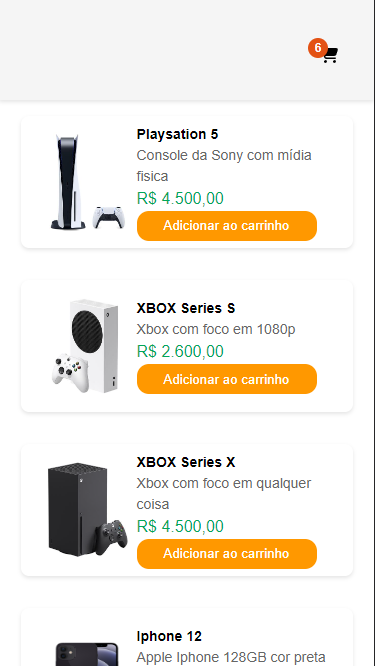 6
Playsation 5
Console da Sony com mídia
fisica
R$ 4.500,00
Adicionar ao carrinho
XBOX Series S
Xbox com foco em 1080p
R$ 2.600,00
Adicionar ao carrinho
XBOX Series X
Xbox com foco em qualquer
coisa
R$ 4.500,00
Adicionar ao carrinho
Iphone 12
Apple Iphone 128GB cor preta